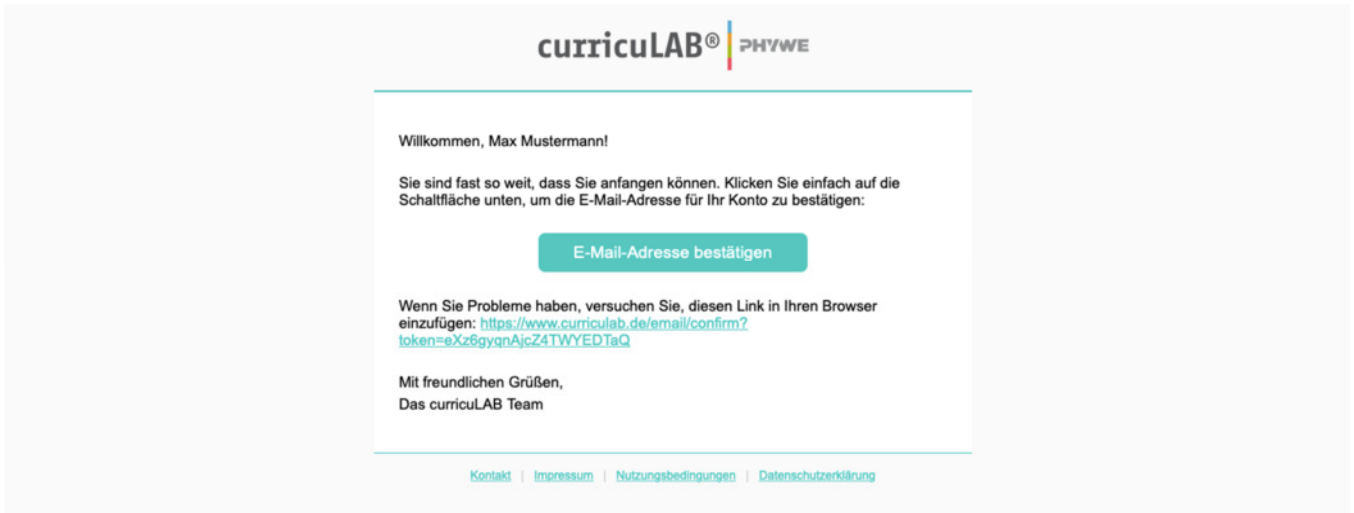 curricuLAB® PHYWE
Willkommen, Max Mustermann!
Sie sind fast so weit, dass Sie anfangen können. Klicken Sie einfach auf die
Schaltfläche unten, um die E-Mail-Adresse für Ihr Konto zu bestätigen:
E-Mail-Adresse bestätigen
Wenn Sie Probleme haben, versuchen Sie, diesen Link in Ihren Browser
einzufügen: https://www.curriculab.de/email/confirm?
token=eXz6gyqnAjcZ4TWYEDTaQ
Mit freundlichen Grüßen,
Das curricuLAB Team
Kontakt | Impressum | Nutzungsbedingungen | Datenschutzerklärung